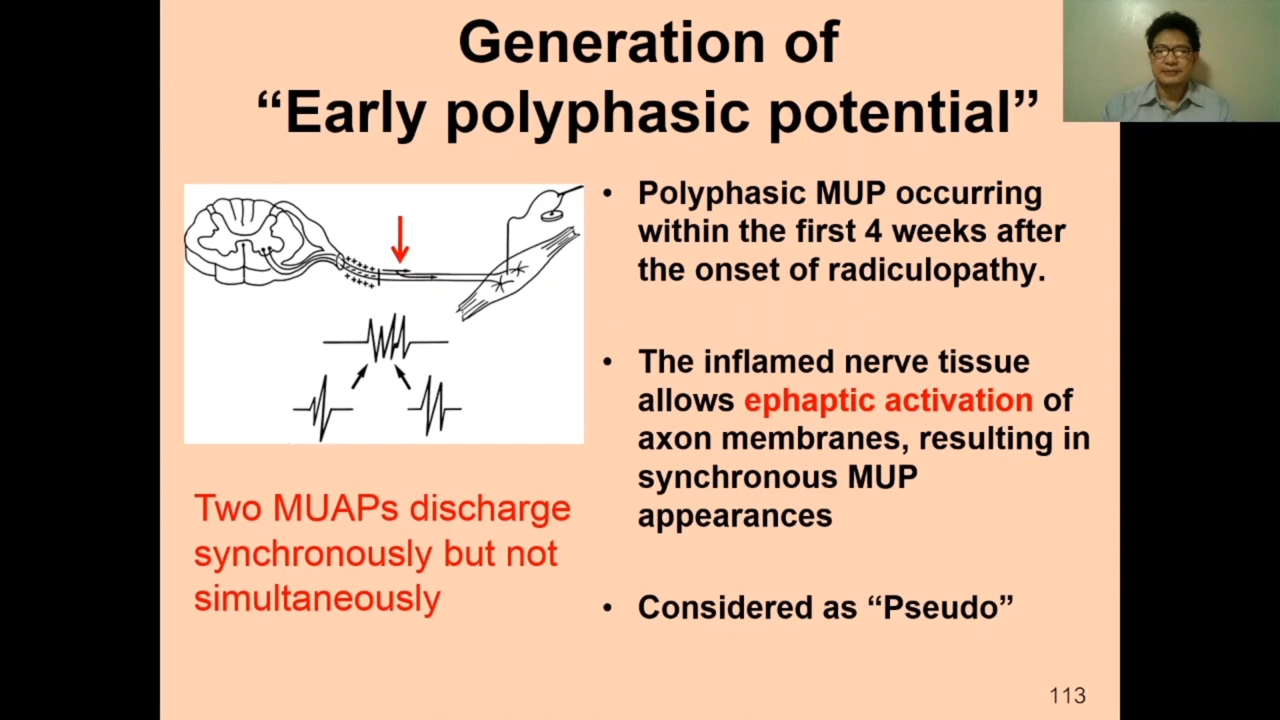 Generation of
“Early polyphasic potential”
• Polyphasic MUP occurring
within the first 4 weeks after
the onset of radiculopathy.
• The inflamed nerve tissue
allows ephaptic activation of
axon membranes, resulting in
synchronous MUP
appearances
• Considered as “Pseudo”
Two MUAPs discharge
synchronously but not
simultaneously
113